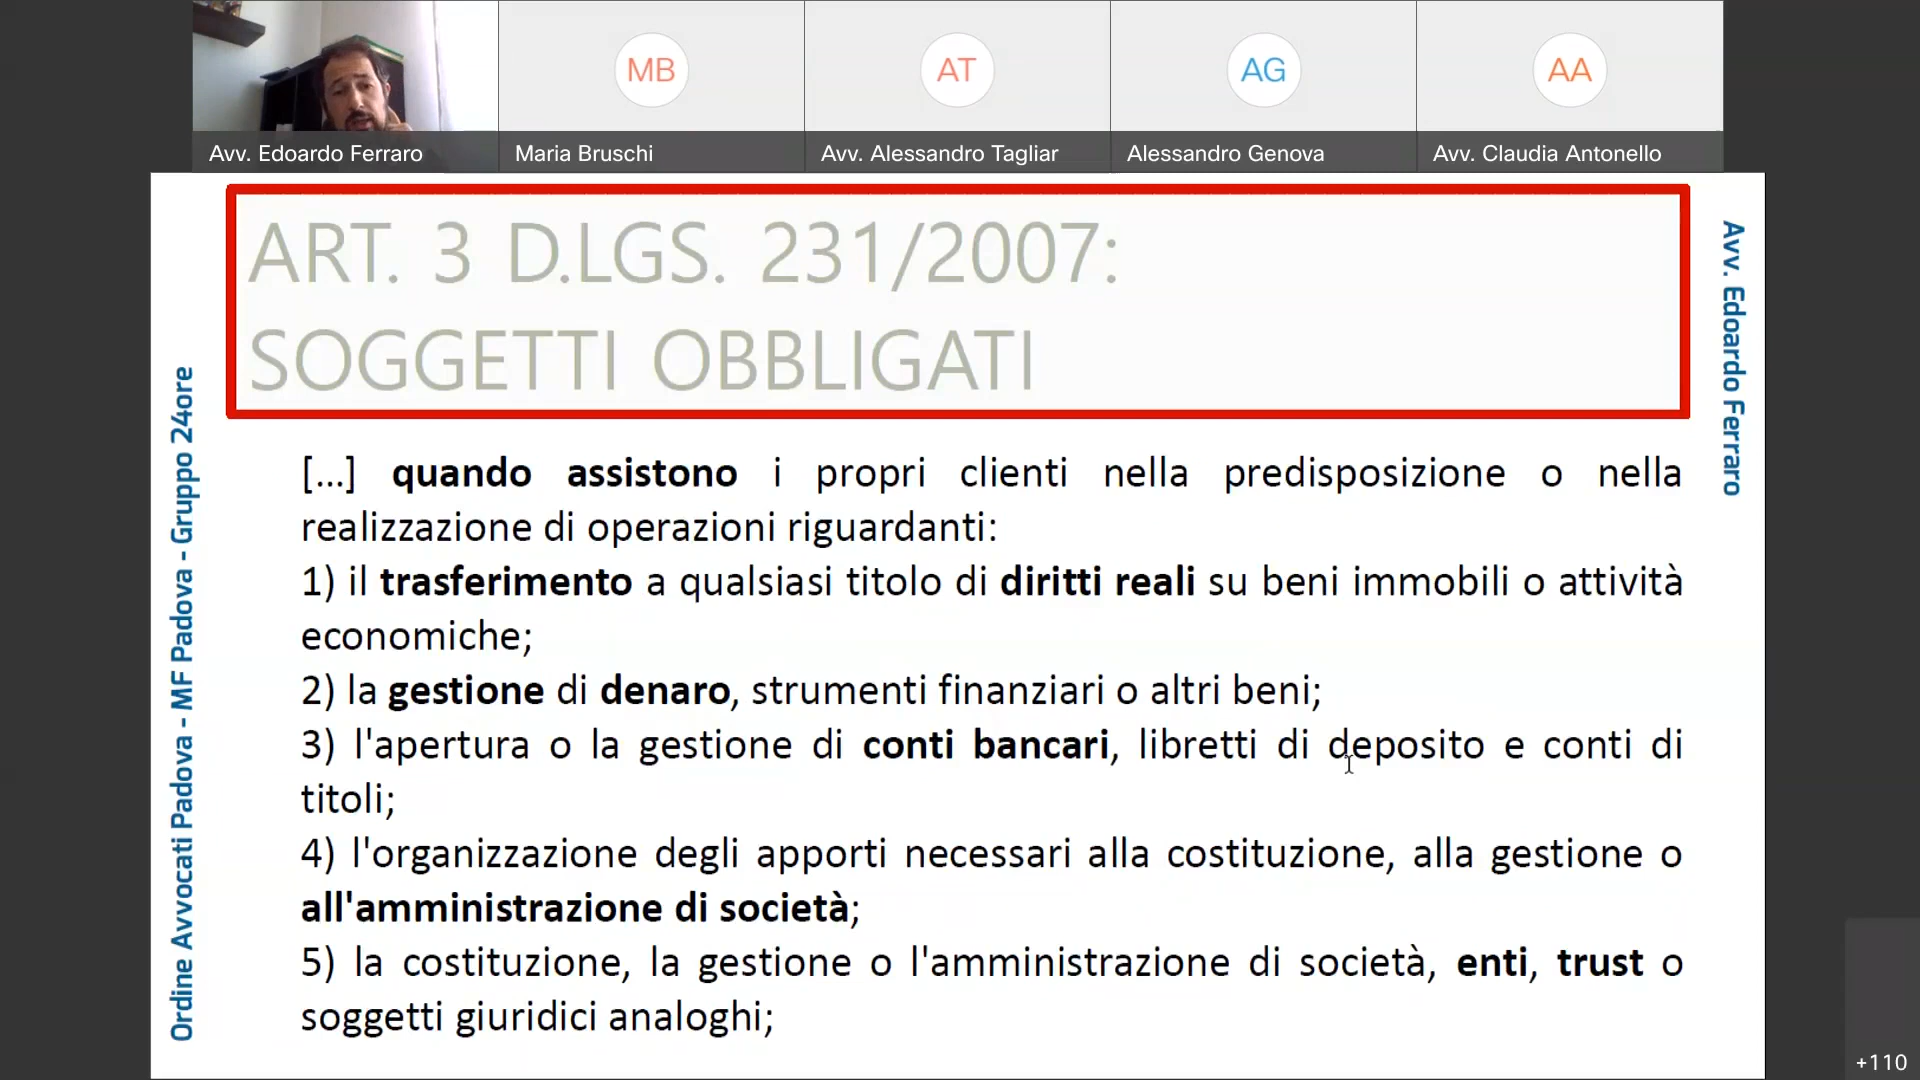 MB
AT
AG
AA
Avv. Edoardo Ferraro
Maria Bruschi
Avv. Alessandro Tagliar
Alessandro Genova
Avv. Claudia Antonello
ART. 3 D.LGS. 231/2007:
SOGGETTI OBBLIGATI
Avv. Edoardo Ferraro
Ordine Avvocati Padova - MF Padova - Gruppo 24ore
[...] quando assistono i propri clienti nella predisposizione o nella
realizzazione di operazioni riguardanti:
1) il trasferimento a qualsiasi titolo di diritti reali su beni immobili o attività
economiche;
2) la gestione di denaro, strumenti finanziari o altri beni;
3) l'apertura o la gestione di conti bancari, libretti di deposito e conti di
titoli;
4) l'organizzazione degli apporti necessari alla costituzione, alla gestione o
all'amministrazione di società;
5) la costituzione, la gestione o l'amministrazione di società, enti, trust o
soggetti giuridici analoghi;
+110